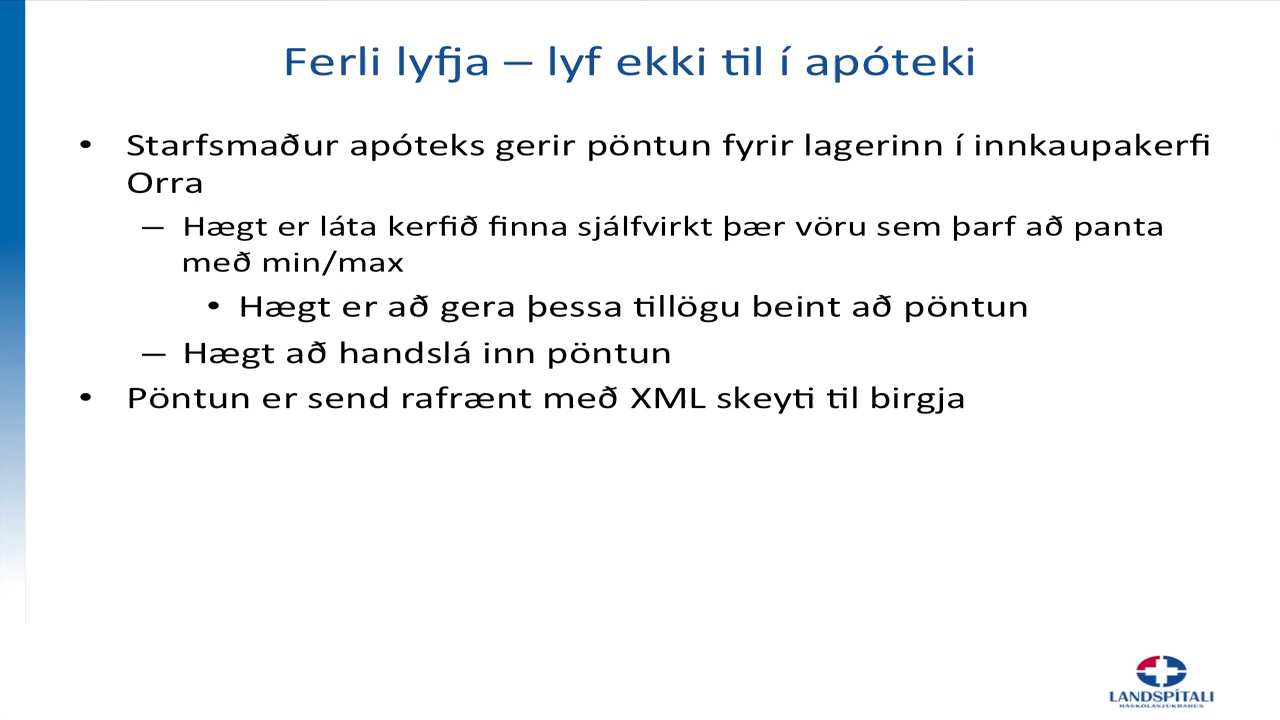 Ferli lyfja – lyf ekki til í apóteki
• Starfsmaður apóteks gerir pöntun fyrir lagerinn í innkaupakerfi
Orra
– Hægt er láta kerfið finna sjálfvirkt þær vöru sem þarf að panta
með min/max
• Hægt er að gera þessa tillögu beint að pöntun
– Hægt að handslá inn pöntun
• Pöntun er send rafrænt með XML skeyti til birgja
LANDSPÍTALI
HÁSKÓLASJÚKRAHÚS